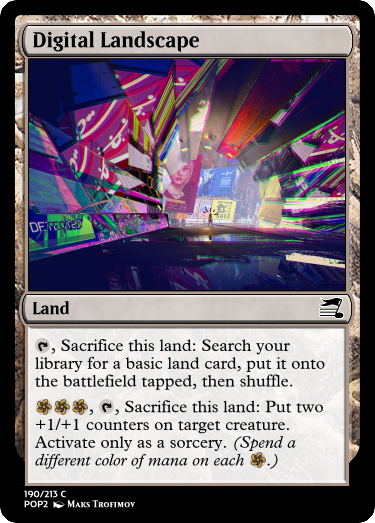 Digital Landscape
Land
, Sacrifice this land: Search your
library for a basic land card, put it onto
the battlefield tapped, then shuffle.
, , Sacrifice this land: Put two
+1/+1 counters on target creature.
Activate only as a sorcery. (Spend a
different color of mana on each .)
190/213 C
POP2 Maks Trofimov